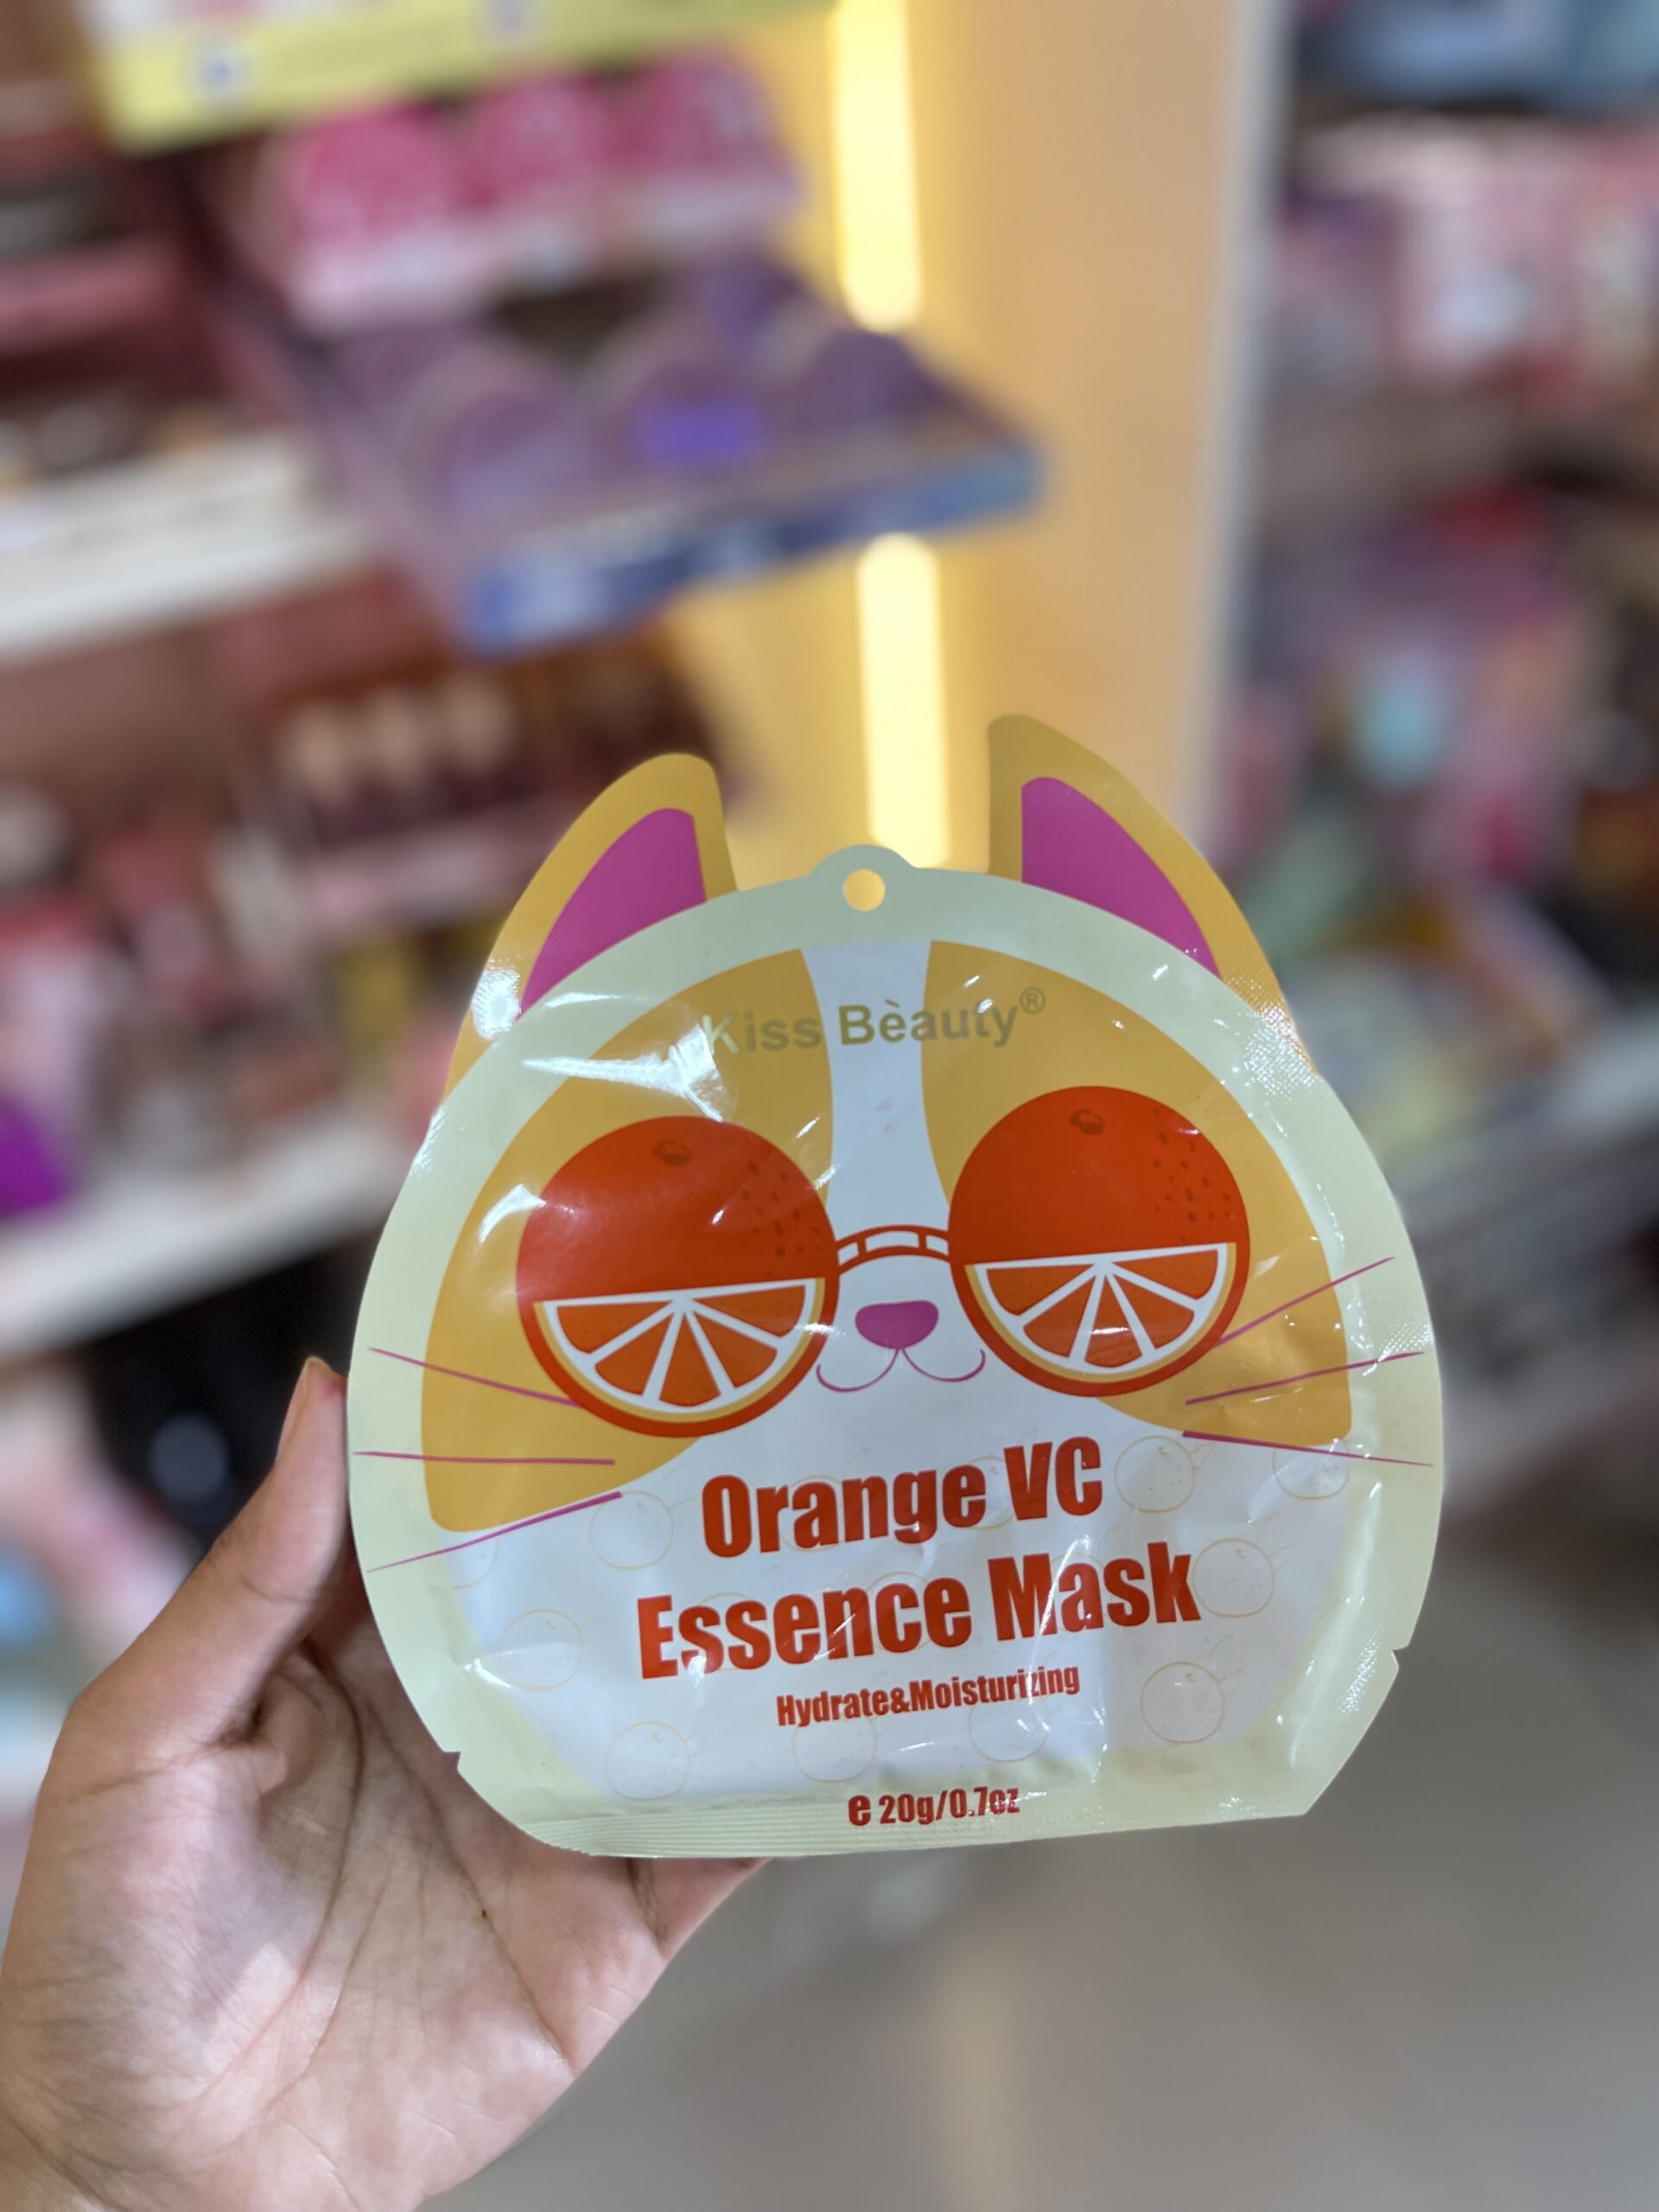 Kiss Bèauty®
Orange VC
Essence Mask
Hydrate&Moisturizing
e 20g/0.7oz